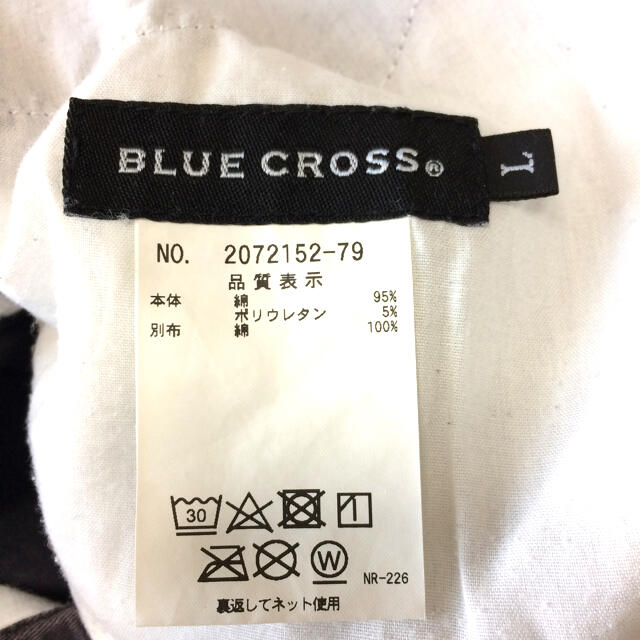 BLUE CROSS®
L
NO. 2072152-79
品質表示
本体 綿 95%
ポリウレタン 5%
別布 綿 100%
30
W
NR-226
裏返してネット使用